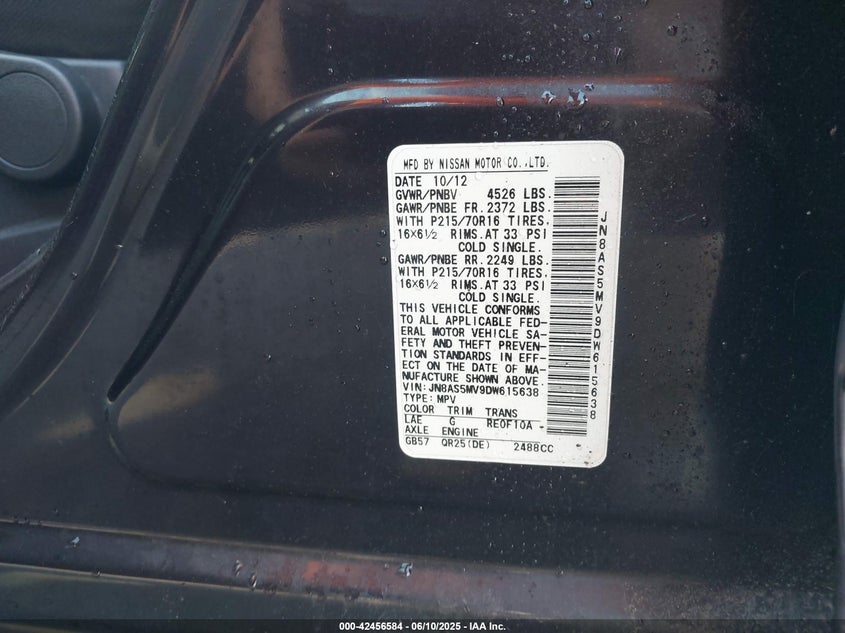 MFD BY NISSAN MOTOR CO.,LTD.
DATE 10/12
GVWR/PNBV 4526 LBS.
GAWR/PNBE FR. 2372 LBS.
WITH P215/70R16 TIRES.
16X6½ RIMS. AT 33 PSI
COLD SINGLE.
GAWR/PNBE RR. 2249 LBS.
WITH P215/70R16 TIRES.
16X6½ RIMS. AT 33 PSI
COLD SINGLE.
THIS VEHICLE CONFORMS
TO ALL APPLICABLE FED-
ERAL MOTOR VEHICLE SA-
FETY AND THEFT PREVEN-
TION STANDARDS IN EFF-
ECT ON THE DATE OF MA-
NUFACTURE SHOWN ABOVE.
VIN: JN8AS5MV9DW615638
TYPE: MPV
COLOR TRIM TRANS
LAE G RE0F10A
AXLE ENGINE
GB57 QR25(DE) 2488CC
JN8AS5MV9DW615638
000-42456584 - 06/10/2025 - IAA Inc.